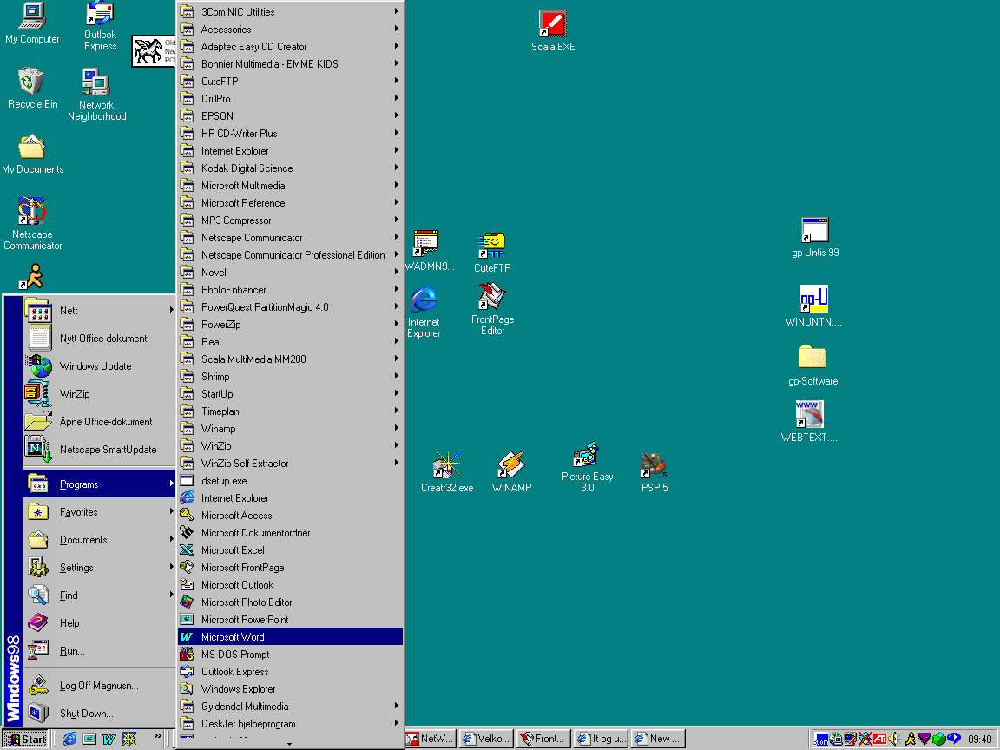 My Computer
Outlook
Express
Recycle Bin
Network
Neighborhood
My Documents
Netscape
Communicator
Nett
Nytt Office-dokument
Windows Update
WinZip
Åpne Office-dokument
Netscape SmartUpdate
Programs
Favorites
Documents
Settings
Find
Help
Run...
Log Off Magnusn...
Shut Down...
Windows98
3Com NIC Utilities
Accessories
Adaptec Easy CD Creator
Bonnier Multimedia - EMME KIDS
CuteFTP
DrillPro
EPSON
HP CD-Writer Plus
Internet Explorer
Kodak Digital Science
Microsoft Multimedia
Microsoft Reference
MP3 Compressor
Netscape Communicator
Netscape Communicator Professional Edition
Novell
PhotoEnhancer
PowerQuest PartitionMagic 4.0
PowerZip
Real
Scala MultiMedia MM200
Shrimp
StartUp
Timeplan
Winamp
WinZip
WinZip Self-Extractor
dsetup.exe
Internet Explorer
Microsoft Access
Microsoft Dokumentordner
Microsoft Excel
Microsoft FrontPage
Microsoft Outlook
Microsoft Photo Editor
Microsoft PowerPoint
Microsoft Word
MS-DOS Prompt
Outlook Express
Windows Explorer
Gyldendal Multimedia
DeskJet hjelpeprogram
Scala.EXE
WADMN9...
CuteFTP
Internet
Explorer
FrontPage
Editor
gp-Untis 99
WINUNTN....
gp-Software
WEBTEXT....
Creatr32.exe
WINAMP
Picture Easy
3.0
PSP 5
Start
NetW...
Velko...
Front...
It og u...
New ...
09:40